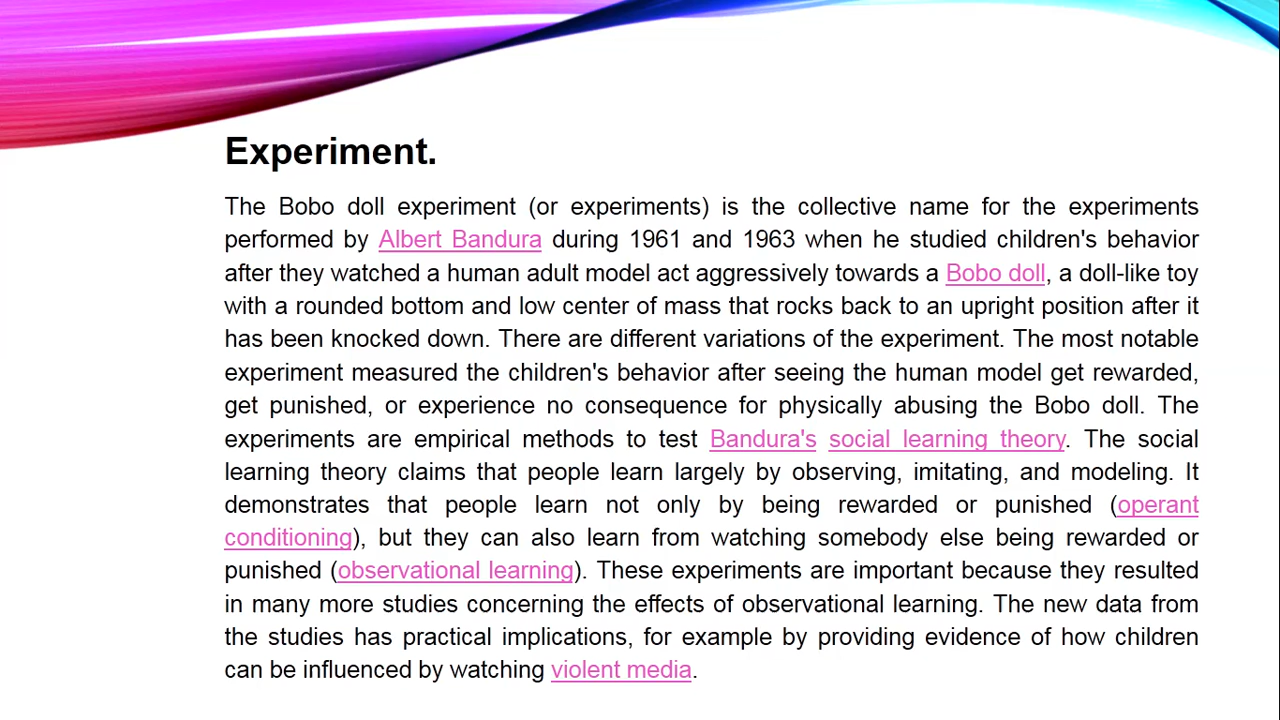 Experiment.
The Bobo doll experiment (or experiments) is the collective name for the experiments
performed by Albert Bandura during 1961 and 1963 when he studied children's behavior
after they watched a human adult model act aggressively towards a Bobo doll, a doll-like toy
with a rounded bottom and low center of mass that rocks back to an upright position after it
has been knocked down. There are different variations of the experiment. The most notable
experiment measured the children's behavior after seeing the human model get rewarded,
get punished, or experience no consequence for physically abusing the Bobo doll. The
experiments are empirical methods to test Bandura's social learning theory. The social
learning theory claims that people learn largely by observing, imitating, and modeling. It
demonstrates that people learn not only by being rewarded or punished (operant
conditioning), but they can also learn from watching somebody else being rewarded or
punished (observational learning). These experiments are important because they resulted
in many more studies concerning the effects of observational learning. The new data from
the studies has practical implications, for example by providing evidence of how children
can be influenced by watching violent media.